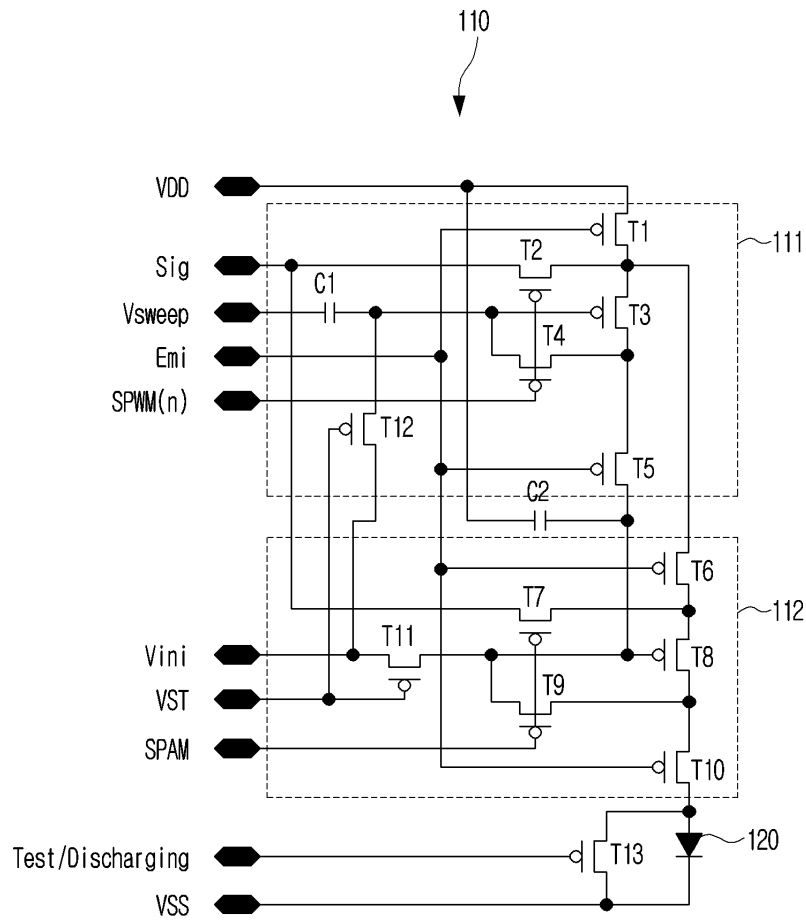 110
VDD
T1
111
Sig
T2
C1
Vsweep
T3
T4
Emi
SPWM(n)
T12
T5
C2
T6
T7
112
T11
Vini
T8
T9
VST
SPAM
T10
120
Test/Discharging
T13
VSS